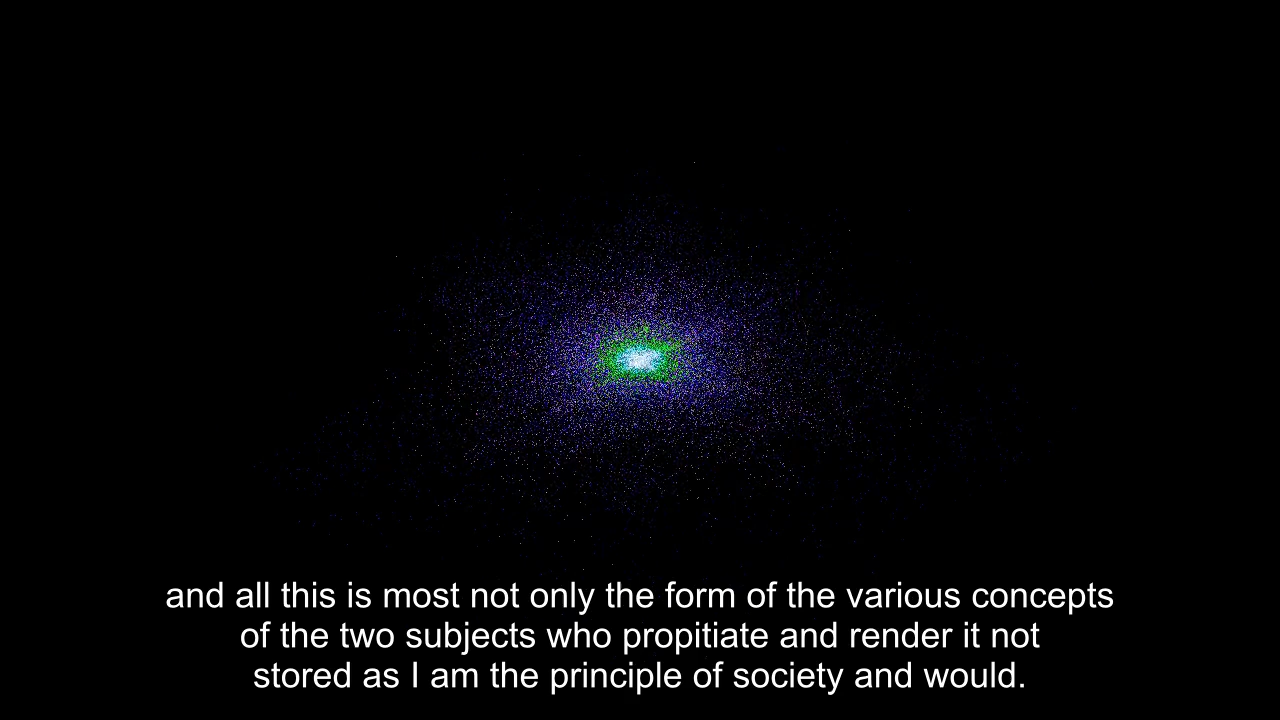 and all this is most not only the form of the various concepts
of the two subjects who propitiate and render it not
stored as I am the principle of society and would.